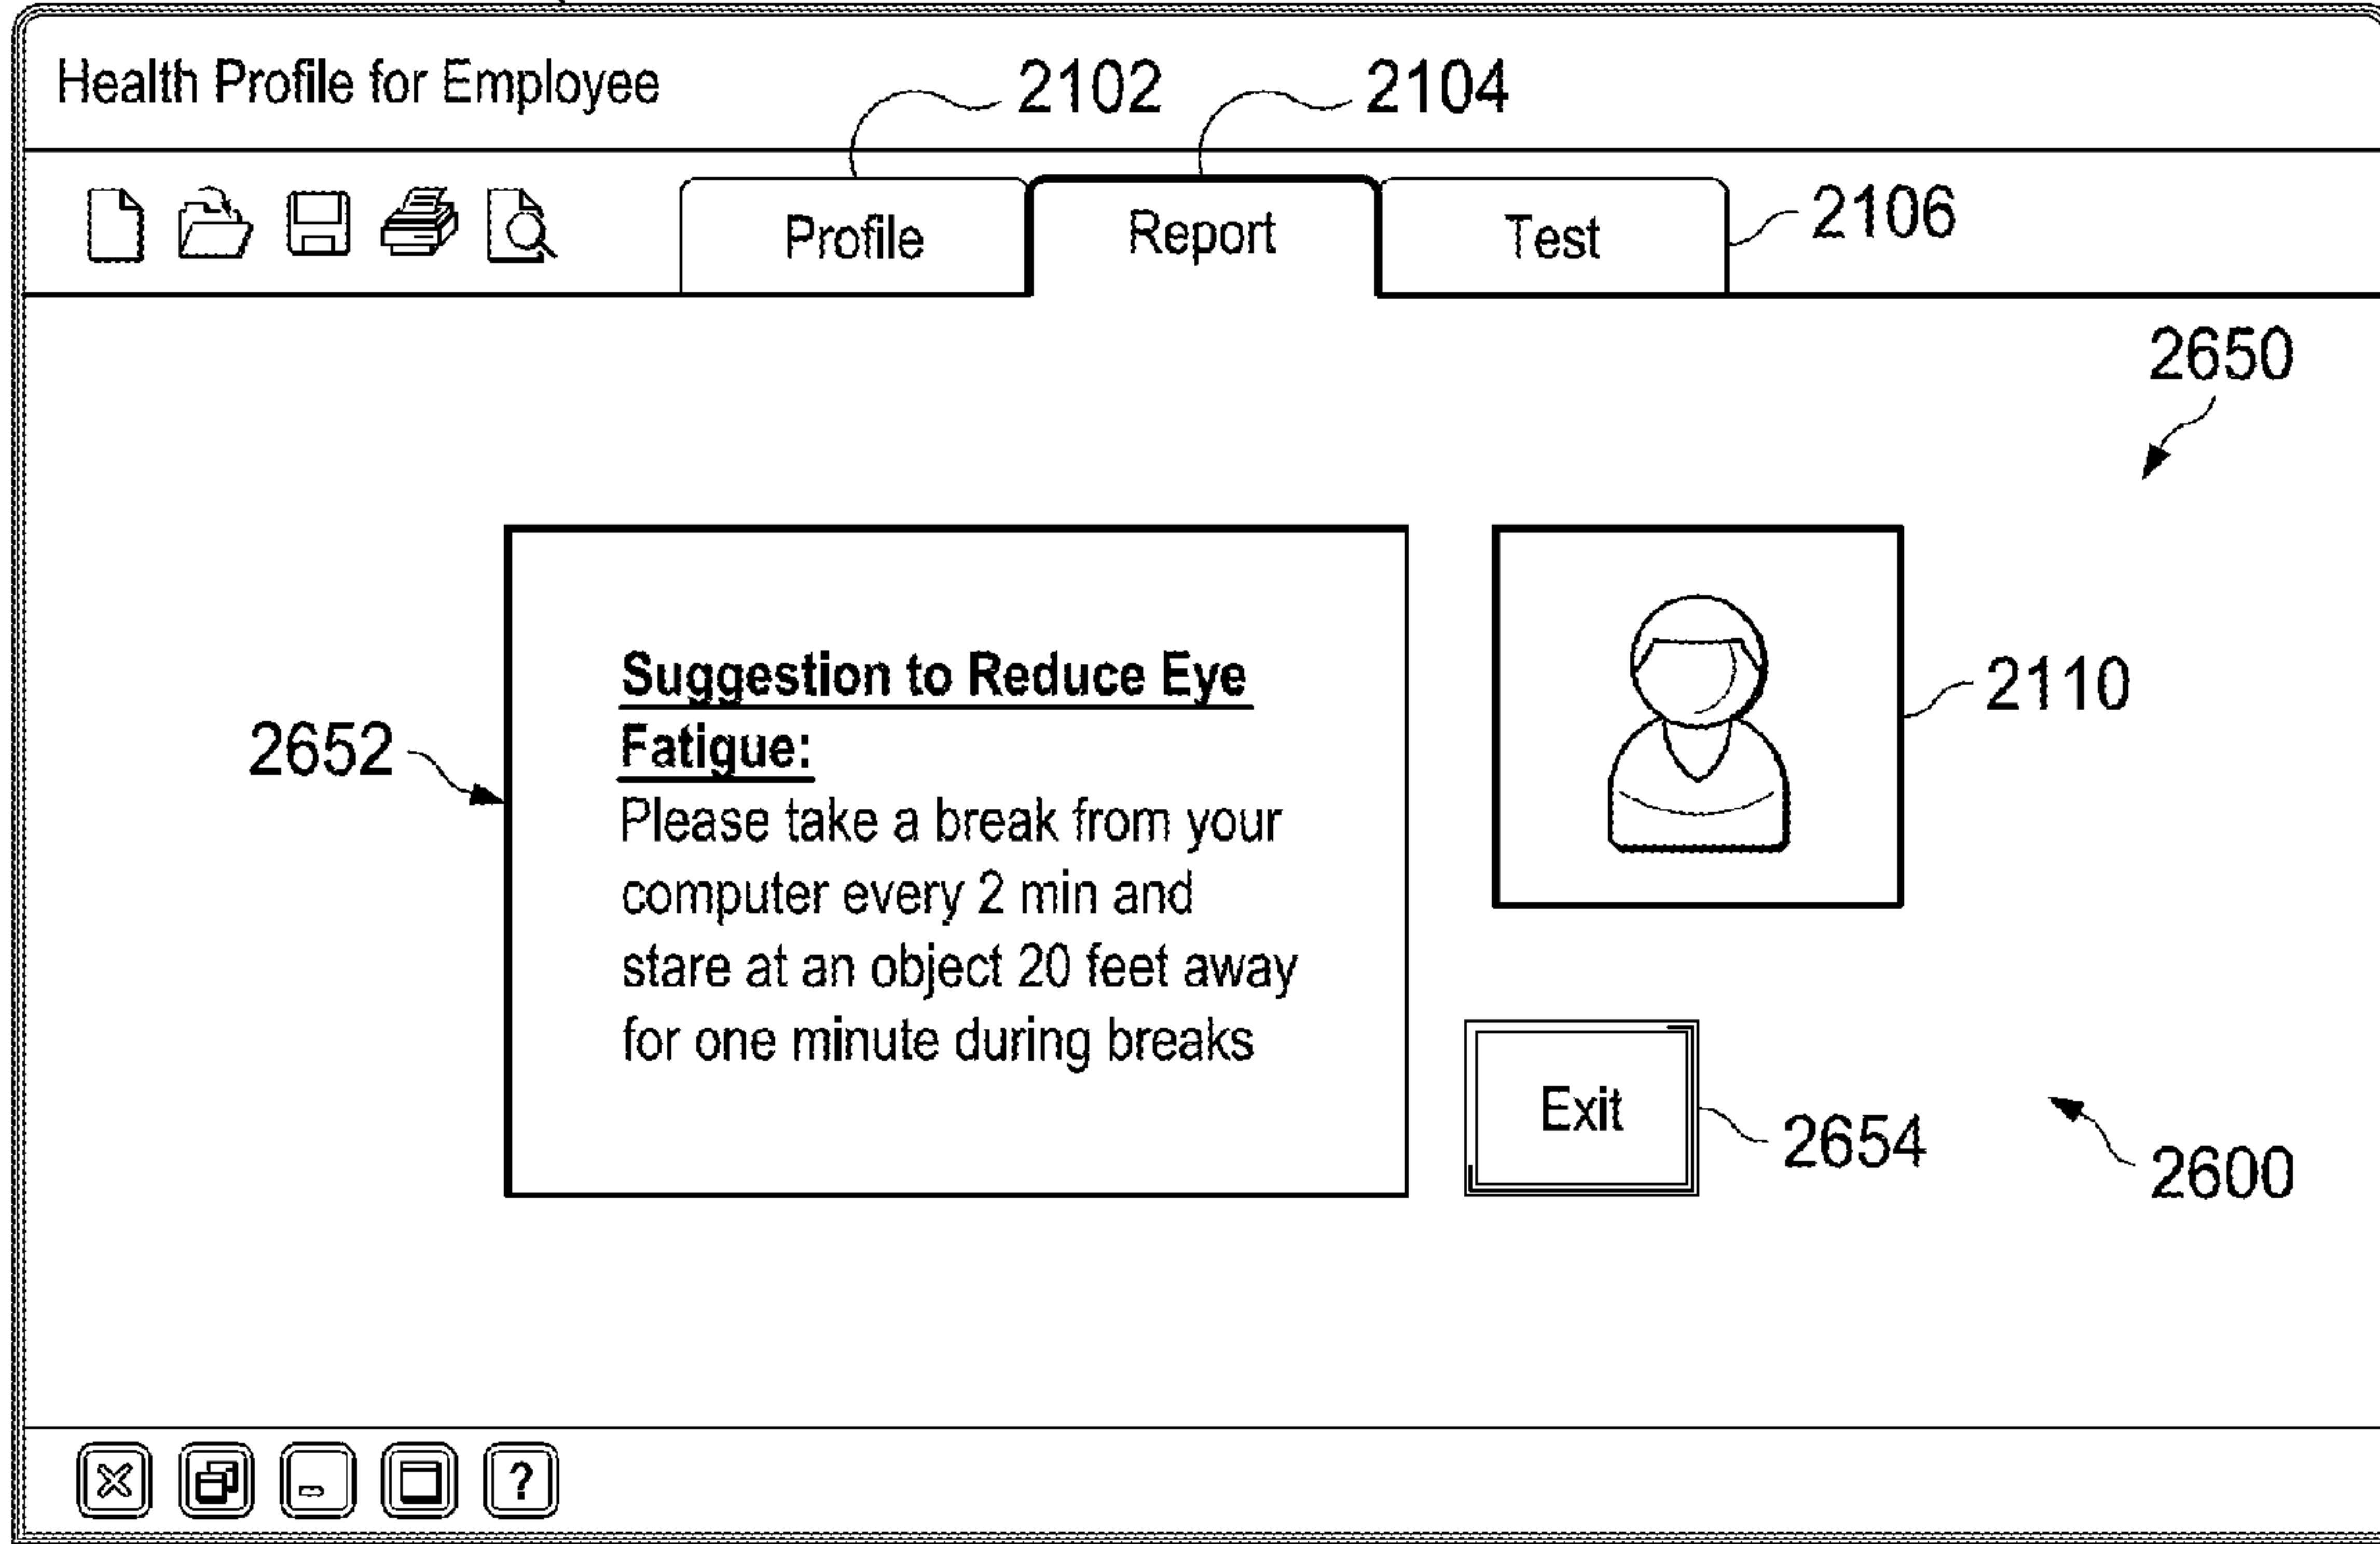 Health Profile for Employee
2102
2104
Profile
Report
Test
2106
2650
Suggestion to Reduce Eye
Fatigue:
Please take a break from your
computer every 2 min and
stare at an object 20 feet away
for one minute during breaks
2652
2110
Exit
2654
2600
?